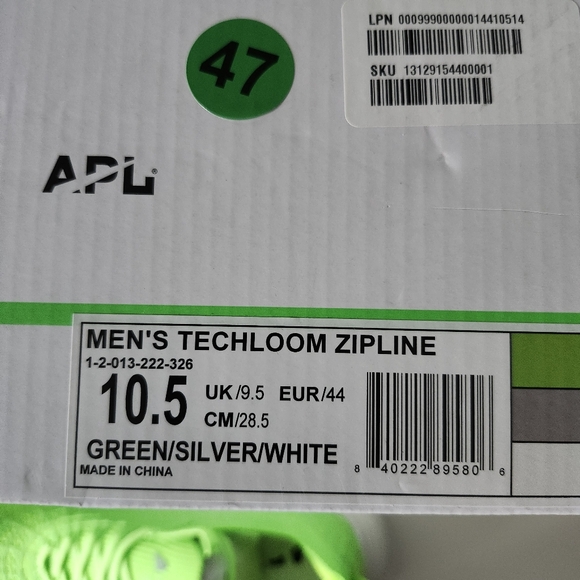 LPN 00099900000014410514
SKU 13129154400001
47
APL®
MEN'S TECHLOOM ZIPLINE
1-2-013-222-326
10.5 UK/9.5 EUR/44
CM/28.5
GREEN/SILVER/WHITE
MADE IN CHINA
8 40222 89580 6